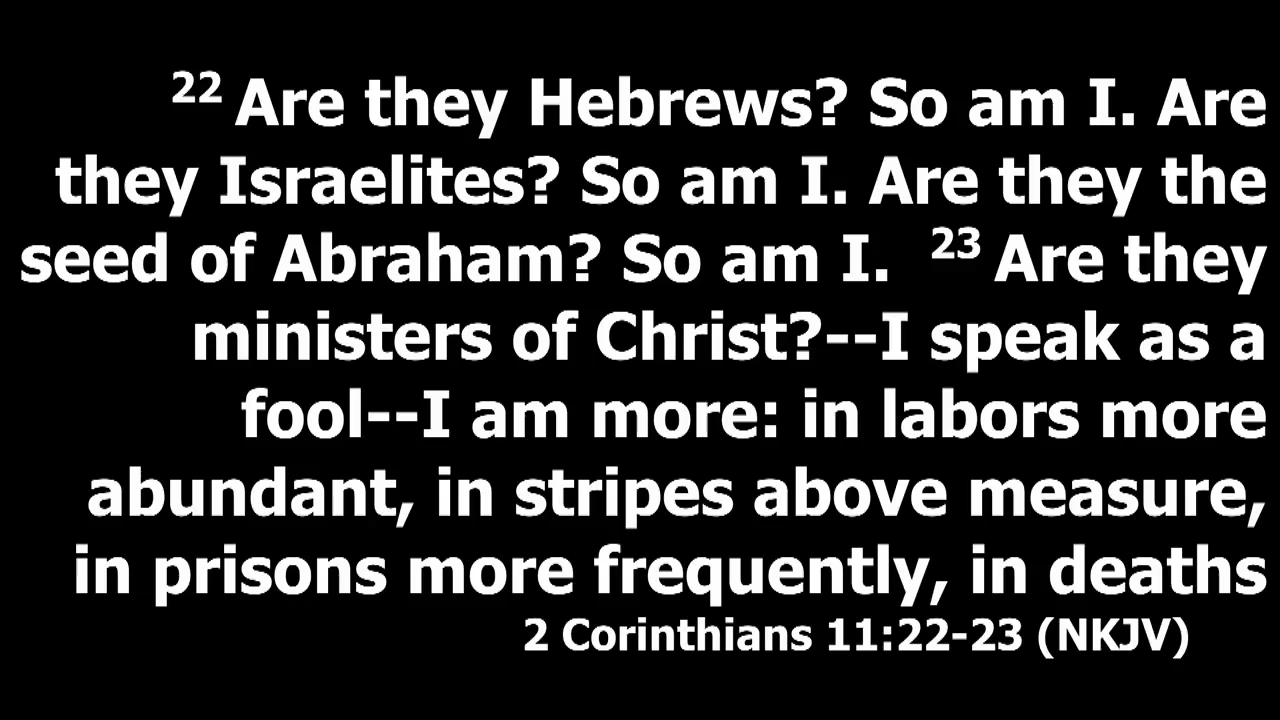 22 Are they Hebrews? So am I. Are
they Israelites? So am I. Are they the
seed of Abraham? So am I. 23 Are they
ministers of Christ?--I speak as a
fool--I am more: in labors more
abundant, in stripes above measure,
in prisons more frequently, in deaths
2 Corinthians 11:22-23 (NKJV)